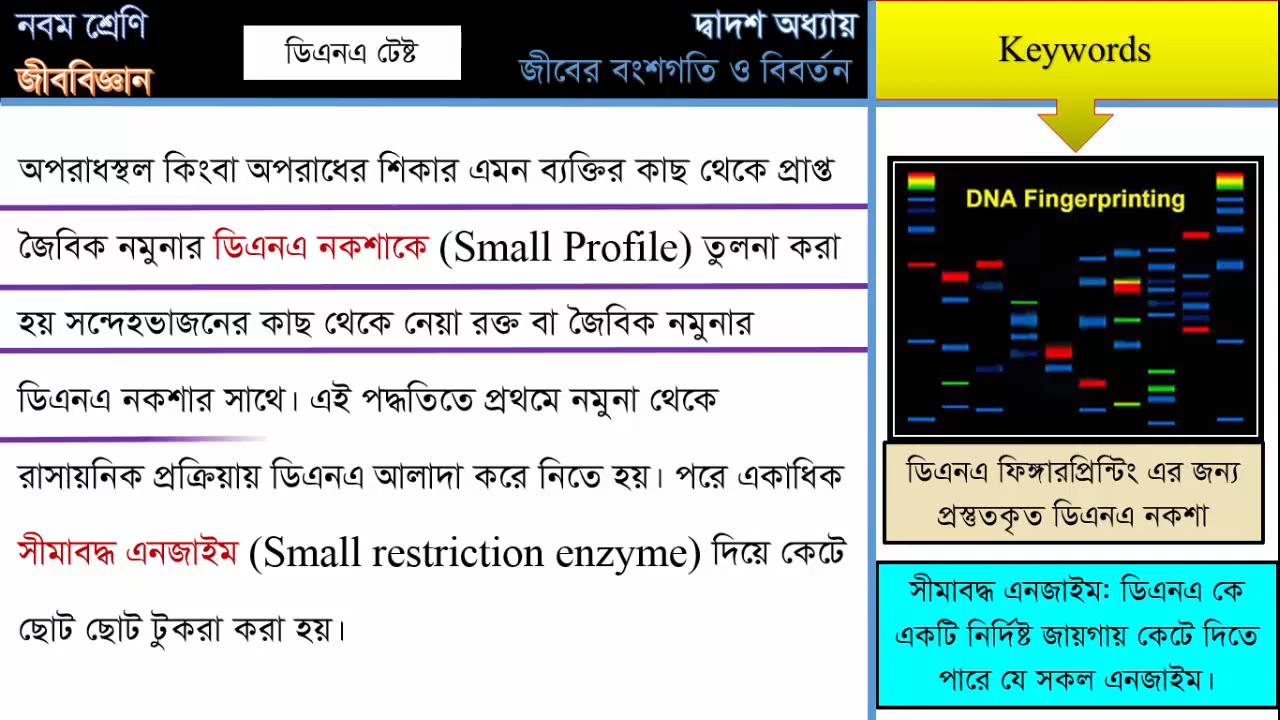 নবম শ্রেণি
জীববিজ্ঞান
ডিএনএ টেষ্ট
দ্বাদশ অধ্যায়
জীবের বংশগতি ও বিবর্তন
অপরাধস্থল কিংবা অপরাধের শিকার এমন ব্যক্তির কাছ থেকে প্রাপ্ত
জৈবিক নমুনার ডিএনএ নকশাকে (Small Profile) তুলনা করা
হয় সন্দেহভাজনের কাছ থেকে নেয়া রক্ত বা জৈবিক নমুনার
ডিএনএ নকশার সাথে। এই পদ্ধতিতে প্রথমে নমুনা থেকে
রাসায়নিক প্রক্রিয়ায় ডিএনএ আলাদা করে নিতে হয়। পরে একাধিক
সীমাবদ্ধ এনজাইম (Small restriction enzyme) দিয়ে কেটে
ছোট ছোট টুকরা করা হয়।
Keywords
DNA Fingerprinting
ডিএনএ ফিঙ্গারপ্রিন্টিং এর জন্য
প্রস্তুতকৃত ডিএনএ নকশা
সীমাবদ্ধ এনজাইম: ডিএনএ কে
একটি নির্দিষ্ট জায়গায় কেটে দিতে
পারে যে সকল এনজাইম।